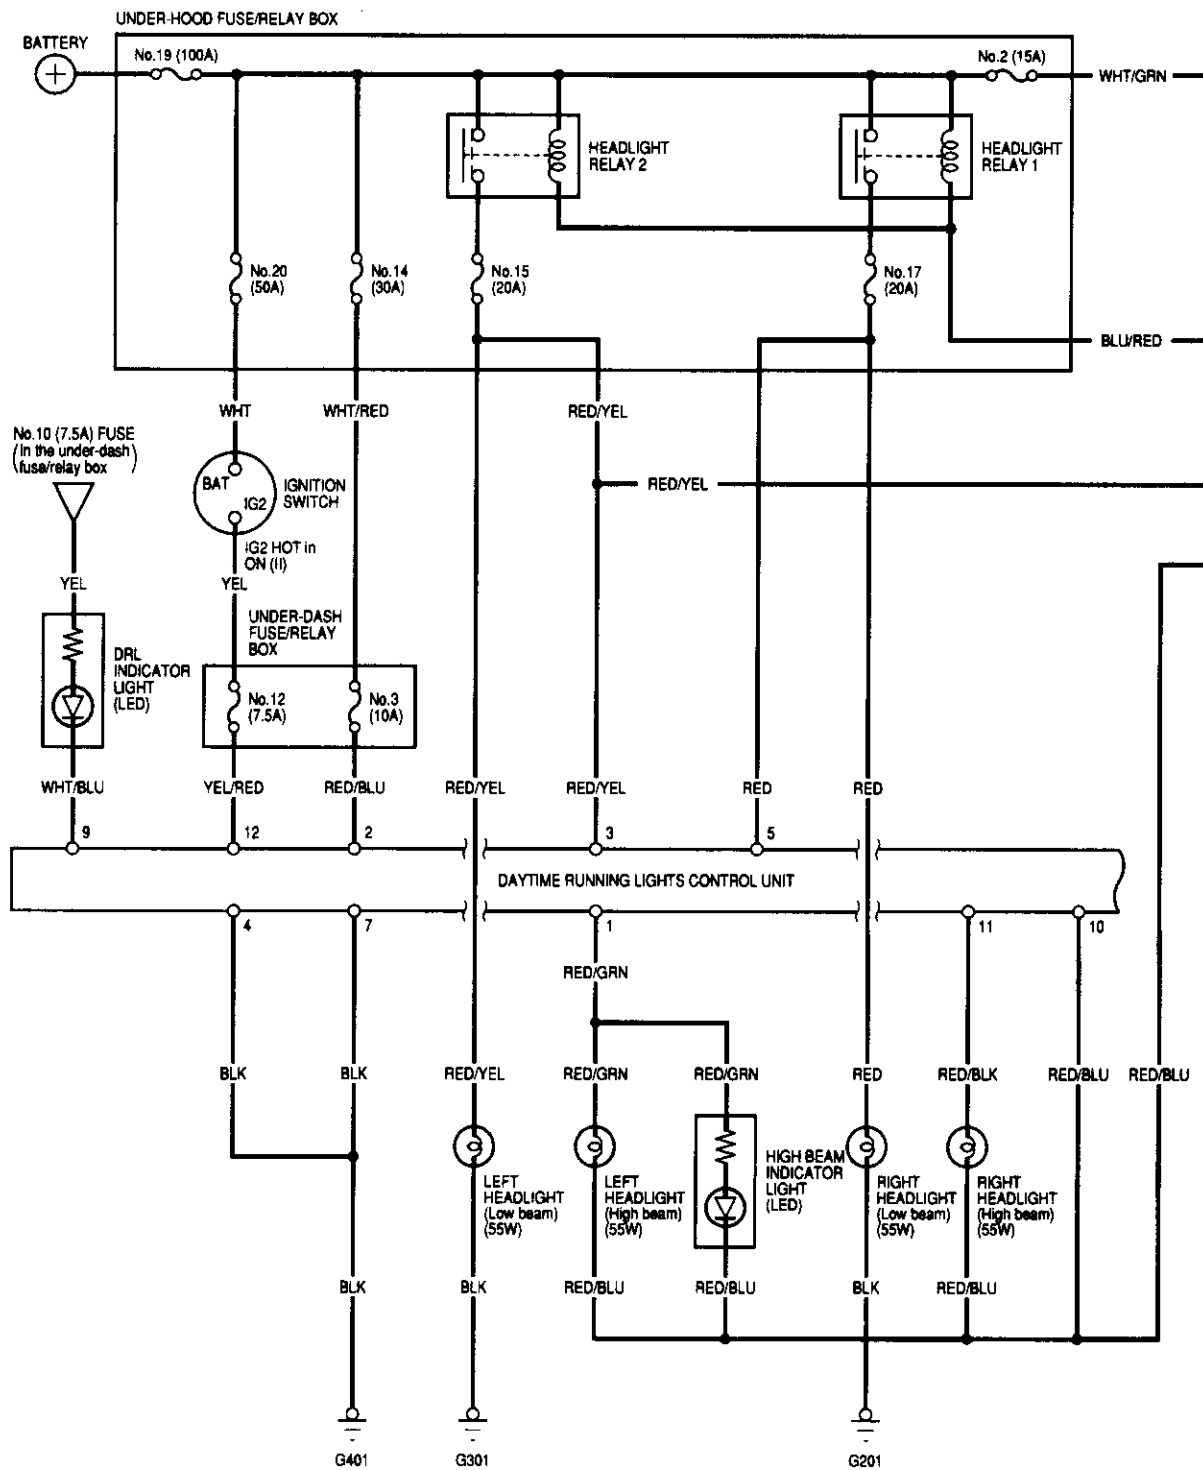 UNDER-HOOD FUSE/RELAY BOX
BATTERY
No.19 (100A)
No.2 (15A)
WHT/GRN
HEADLIGHT
RELAY 2
HEADLIGHT
RELAY 1
No.20
(50A)
No.14
(30A)
No.15
(20A)
No.17
(20A)
BLU/RED
WHT
WHT/RED
RED/YEL
No.10 (7.5A) FUSE
(In the under-dash
fuse/relay box)
BAT
IG2
IGNITION
SWITCH
RED/YEL
IG2 HOT in
ON (II)
YEL
YEL
UNDER-DASH
FUSE/RELAY
BOX
DRL
INDICATOR
LIGHT
(LED)
No.12
(7.5A)
No.3
(10A)
WHT/BLU
YEL/RED
RED/BLU
RED/YEL
RED/YEL
RED
RED
9
12
2
3
5
DAYTIME RUNNING LIGHTS CONTROL UNIT
4
7
1
11
10
RED/GRN
BLK
BLK
RED/YEL
RED/GRN
RED/GRN
RED
RED/BLK
RED/BLU
RED/BLU
LEFT
HEADLIGHT
(Low beam)
(55W)
LEFT
HEADLIGHT
(High beam)
(55W)
HIGH BEAM
INDICATOR
LIGHT
(LED)
RIGHT
HEADLIGHT
(Low beam)
(55W)
RIGHT
HEADLIGHT
(High beam)
(55W)
BLK
BLK
RED/BLU
RED/BLU
BLK
RED/BLU
G401
G301
G201